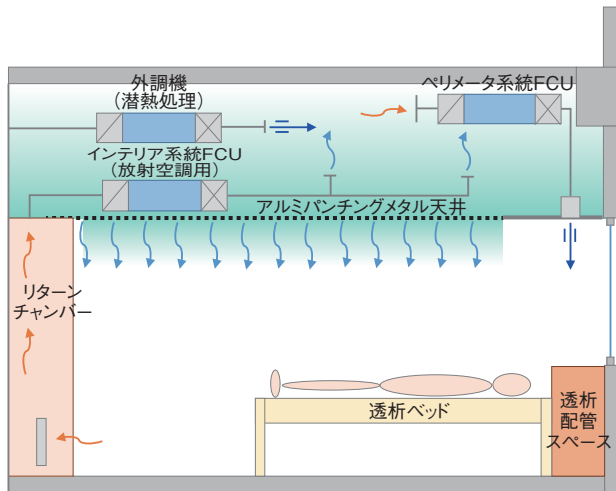 外調機
（潜熱処理）
ペリメータ系統FCU
インテリア系統FCU
（放射空調用）
アルミパンチングメタル天井
リターン
チャンバー
透析ベッド
透析
配管
スペース